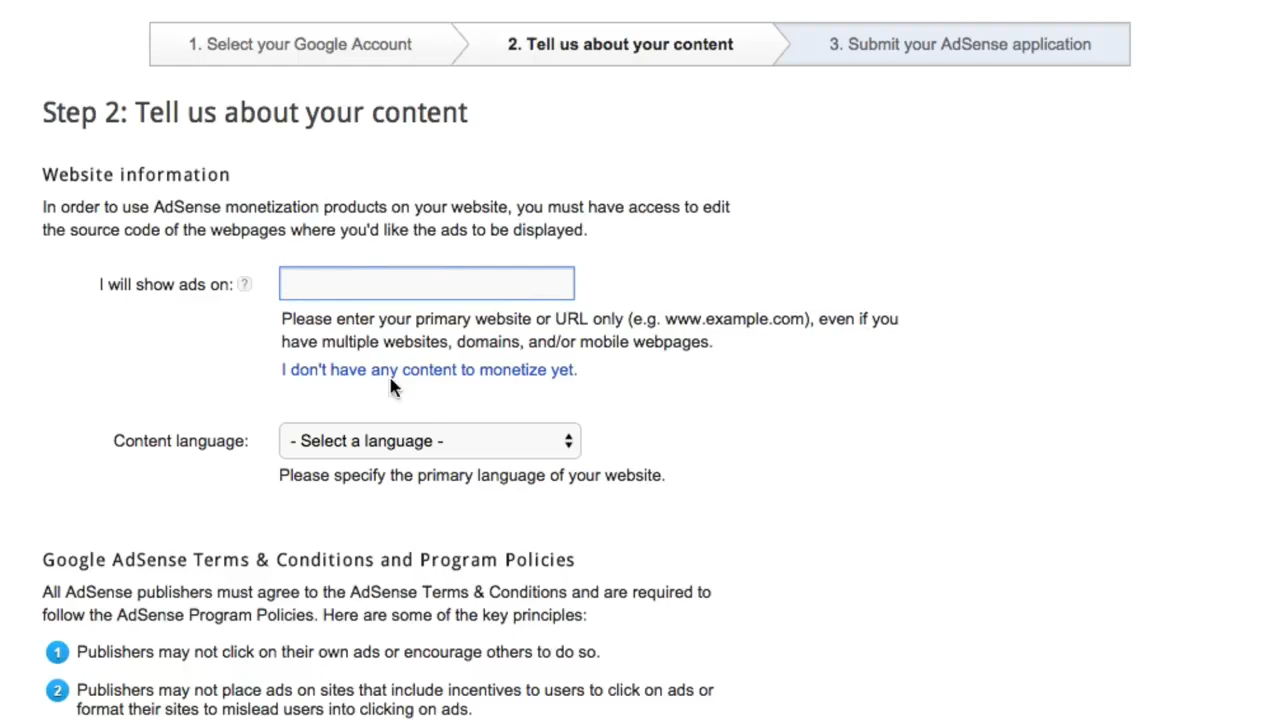 1. Select your Google Account
2. Tell us about your content
3. Submit your AdSense application
Step 2: Tell us about your content
Website information
In order to use AdSense monetization products on your website, you must have access to edit
the source code of the webpages where you'd like the ads to be displayed.
I will show ads on: ?
Please enter your primary website or URL only (e.g. www.example.com), even if you
have multiple websites, domains, and/or mobile webpages.
I don't have any content to monetize yet.
Content language: - Select a language -
Please specify the primary language of your website.
Google AdSense Terms & Conditions and Program Policies
All AdSense publishers must agree to the AdSense Terms & Conditions and are required to
follow the AdSense Program Policies. Here are some of the key principles:
1 Publishers may not click on their own ads or encourage others to do so.
2 Publishers may not place ads on sites that include incentives to users to click on ads or
format their sites to mislead users into clicking on ads.